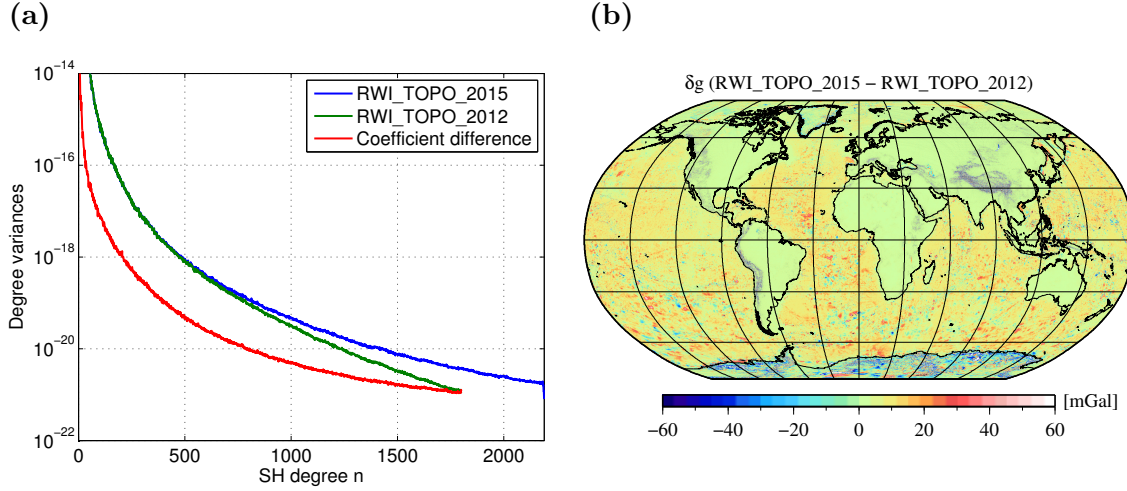 (a)
(b)
10⁻¹⁴
10⁻¹⁶
10⁻¹⁸
10⁻²⁰
10⁻²²
Degree variances
RWI_TOPO_2015
RWI_TOPO_2012
Coefficient difference
0 500 1000 1500 2000
SH degree n
δg (RWI_TOPO_2015 − RWI_TOPO_2012)
[mGal]
−60 −40 −20 0 20 40 60